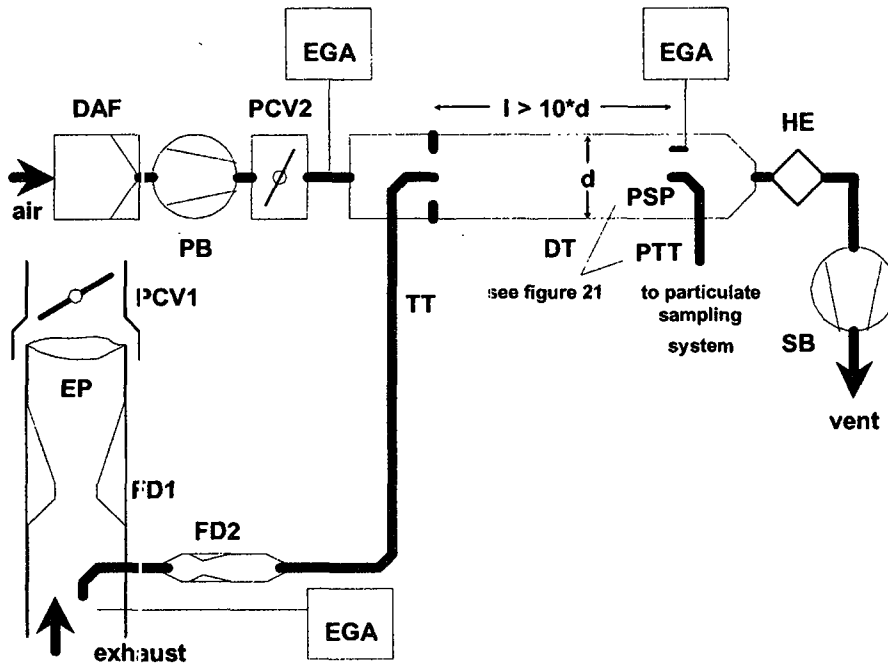 EGA
EGA
DAF
PCV2
l > 10*d
HE
air
d
PSP
PB
DT
PTT
PCV1
TT
see figure 21
to particulate
sampling
system
SB
EP
vent
FD1
FD2
EGA
exhaust